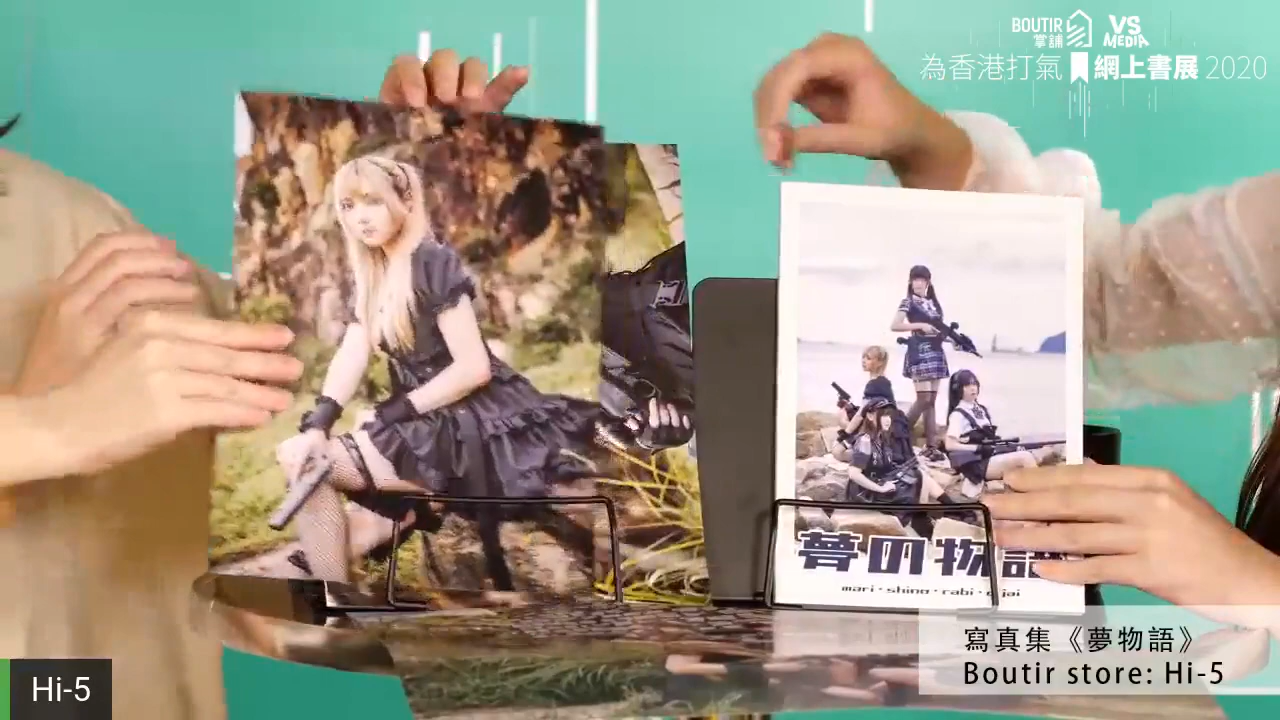 BOUTIR
掌舖
VS
MEDIA
為香港打氣 網上書展 2020
夢の物語
mari・shino・rabi・
jai
寫真集《夢物語》
Boutir store: Hi-5
Hi-5